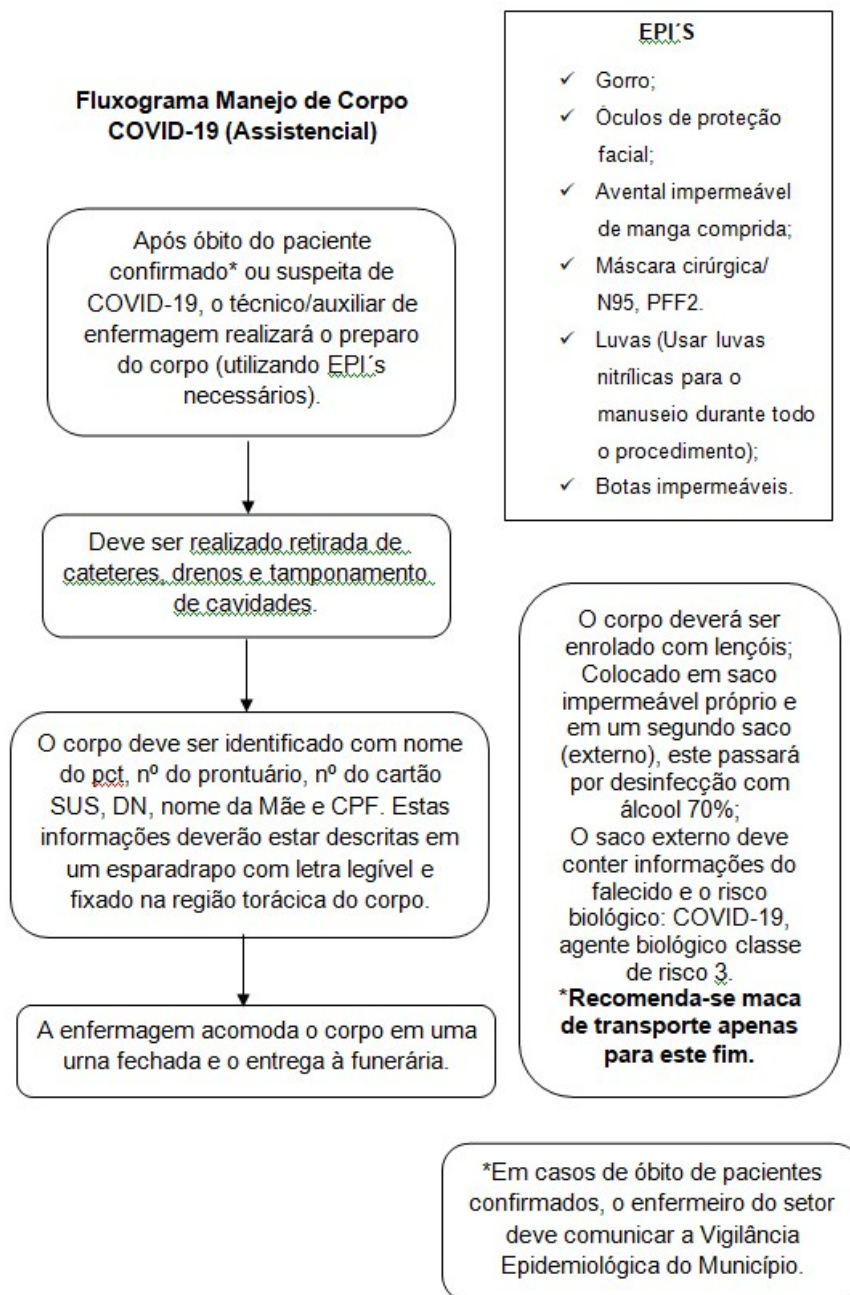 Fluxograma Manejo de Corpo
COVID-19 (Assistencial)
EPI´S
✓ Gorro;
✓ Óculos de proteção
facial;
✓ Avental impermeável
de manga comprida;
✓ Máscara cirúrgica/
N95, PFF2.
✓ Luvas (Usar luvas
nitrílicas para o
manuseio durante todo
o procedimento);
✓ Botas impermeáveis.
Após óbito do paciente
confirmado* ou suspeita de
COVID-19, o técnico/auxiliar de
enfermagem realizará o preparo
do corpo (utilizando EPI´s
necessários).
Deve ser realizado retirada de
cateteres, drenos e tamponamento
de cavidades.
O corpo deve ser identificado com nome
do pct, nº do prontuário, nº do cartão
SUS, DN, nome da Mãe e CPF. Estas
informações deverão estar descritas em
um esparadrapo com letra legível e
fixado na região torácica do corpo.
A enfermagem acomoda o corpo em uma
urna fechada e o entrega à funerária.
O corpo deverá ser
enrolado com lençóis;
Colocado em saco
impermeável próprio e
em um segundo saco
(externo), este passará
por desinfecção com
álcool 70%;
O saco externo deve
conter informações do
falecido e o risco
biológico: COVID-19,
agente biológico classe
de risco 3.
*Recomenda-se maca
de transporte apenas
para este fim.
*Em casos de óbito de pacientes
confirmados, o enfermeiro do setor
deve comunicar a Vigilância
Epidemiológica do Município.